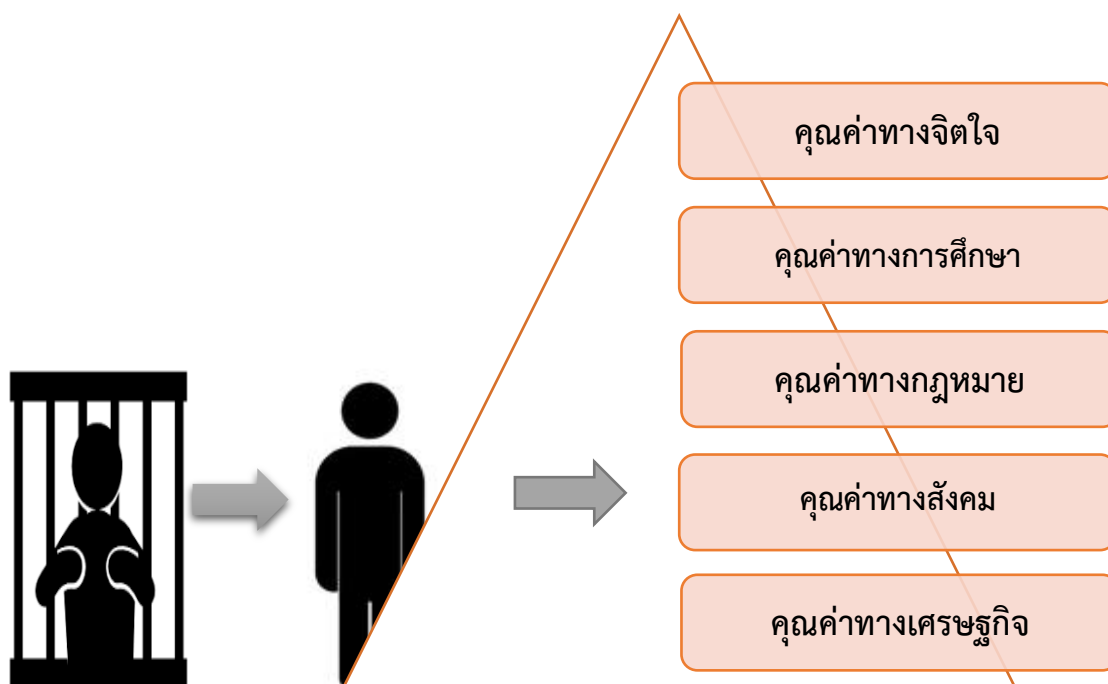 คุณค่าทางจิตใจ
คุณค่าทางการศึกษา
คุณค่าทางกฎหมาย
คุณค่าทางสังคม
คุณค่าทางเศรษฐกิจ